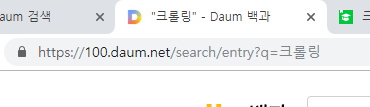 aum 검색 "크롤링" - Daum 백과
https://100.daum.net/search/entry?q=크롤링